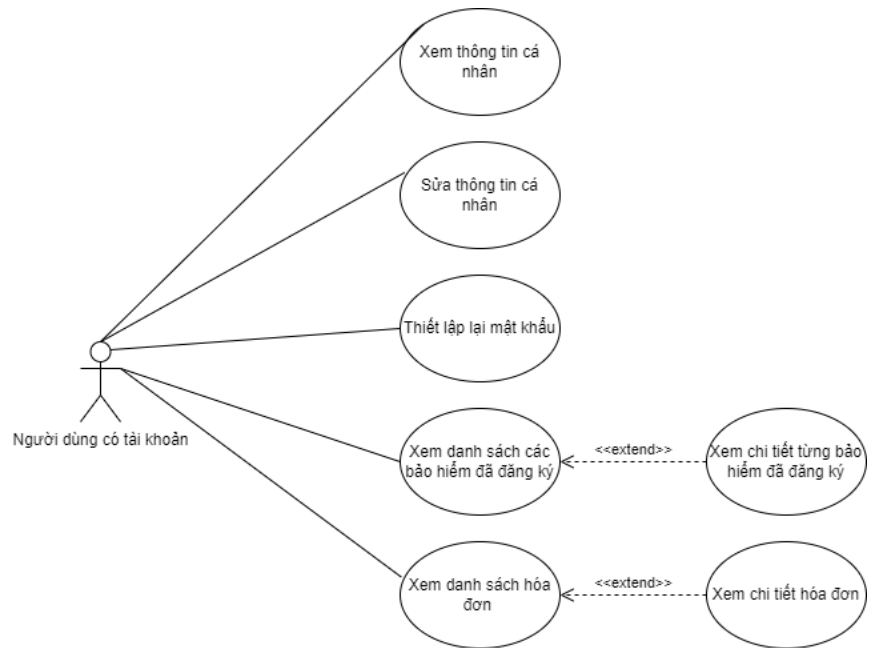 Xem thông tin cá
nhân
Sửa thông tin cá
nhân
Thiết lập lại mật khẩu
Người dùng có tài khoản
Xem danh sách các
bảo hiểm đã đăng ký
<<extend>>
Xem chi tiết từng bảo
hiểm đã đăng ký
Xem danh sách hóa
đơn
<<extend>>
Xem chi tiết hóa đơn